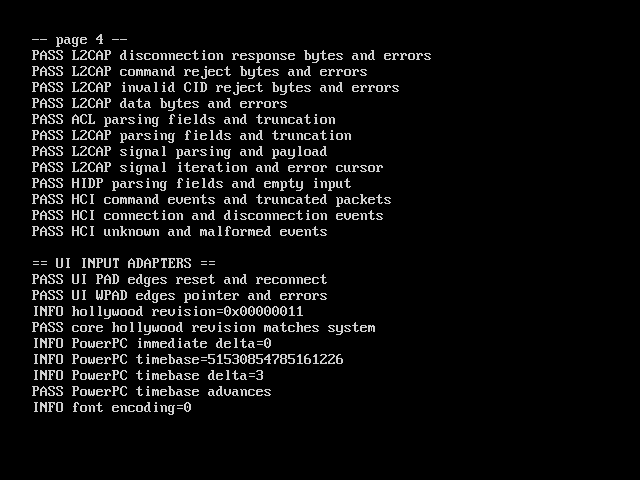 -- page 4 --
PASS L2CAP disconnection response bytes and errors
PASS L2CAP command reject bytes and errors
PASS L2CAP invalid CID reject bytes and errors
PASS L2CAP data bytes and errors
PASS ACL parsing fields and truncation
PASS L2CAP parsing fields and truncation
PASS L2CAP signal parsing and payload
PASS L2CAP signal iteration and error cursor
PASS HIDP parsing fields and empty input
PASS HCI command events and truncated packets
PASS HCI connection and disconnection events
PASS HCI unknown and malformed events
== UI INPUT ADAPTERS ==
PASS UI PAD edges reset and reconnect
PASS UI WPAD edges pointer and errors
INFO hollywood revision=0x00000011
PASS core hollywood revision matches system
INFO PowerPC immediate delta=0
INFO PowerPC timebase=51530854785161226
INFO PowerPC timebase delta=3
PASS PowerPC timebase advances
INFO font encoding=0